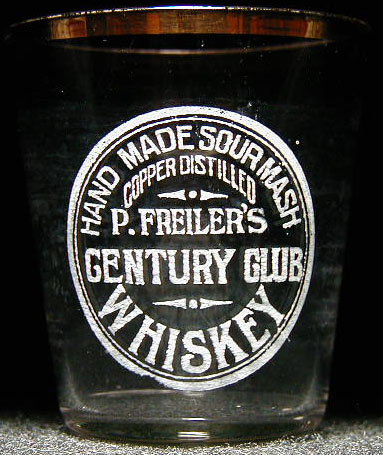 HAND MADE SOUR MASH
COPPER DISTILLED
P. FREILER'S
CENTURY CLUB
WHISKEY